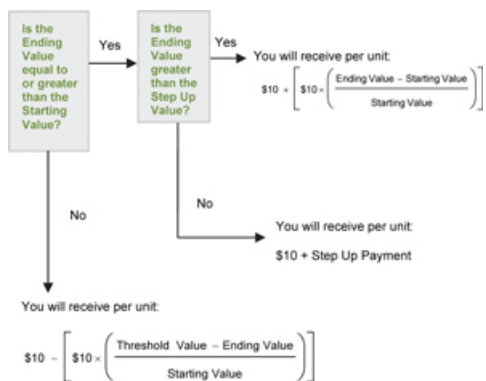 Is the
Ending
Value
equal to
or greater
than the
Starting
Value?
Yes
Is the
Ending
Value
greater
than the
Step Up
Value?
Yes
You will receive per unit:
$10 + [ $10 × ( Ending Value – Starting Value / Starting Value ) ]
No
No
You will receive per unit:
$10 + Step Up Payment
You will receive per unit:
$10 – [ $10 × ( Threshold Value – Ending Value / Starting Value ) ]